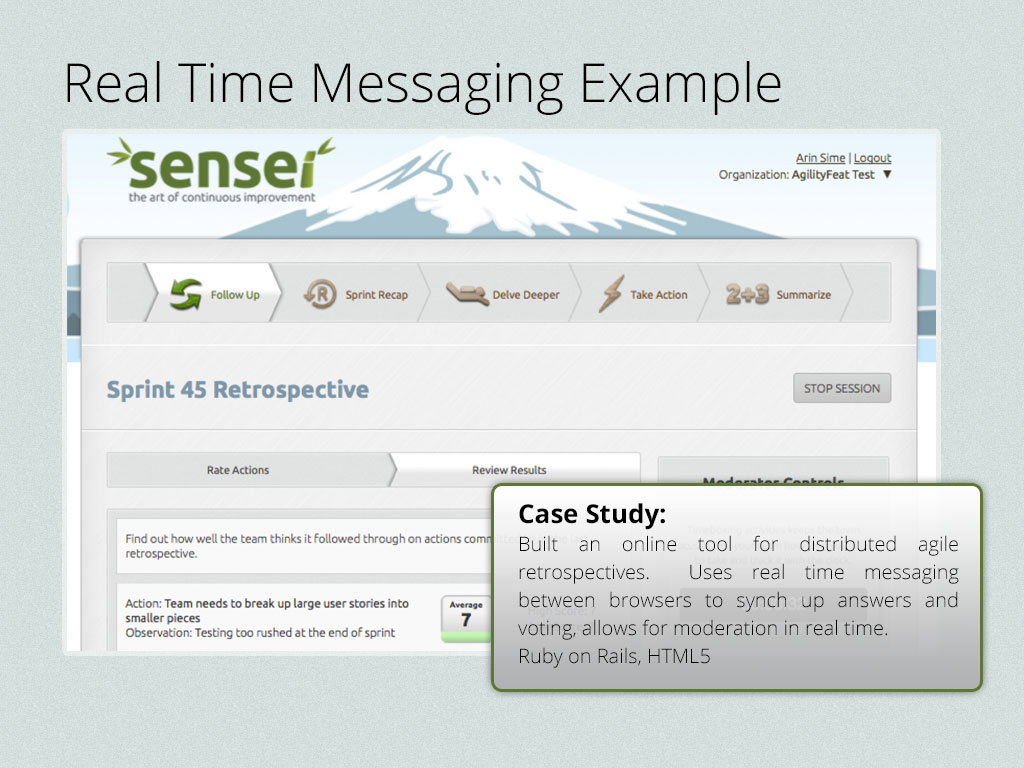 Real Time Messaging Example
sensei
the art of continuous improvement
Arin Sime | Logout
Organization: AgilityFeat Test ▼
Follow Up
R
Sprint Recap
Delve Deeper
Take Action
2+3
Summarize
Sprint 45 Retrospective
STOP SESSION
Rate Actions
Review Results
Moderator Controls
Find out how well the team thinks it followed through on actions
retrospective.
Action: Team needs to break up large user stories into
smaller pieces
Observation: Testing too rushed at the end of sprint
Average
7
Case Study:
Built an online tool for distributed agile
retrospectives. Uses real time messaging
between browsers to synch up answers and
voting, allows for moderation in real time.
Ruby on Rails, HTML5